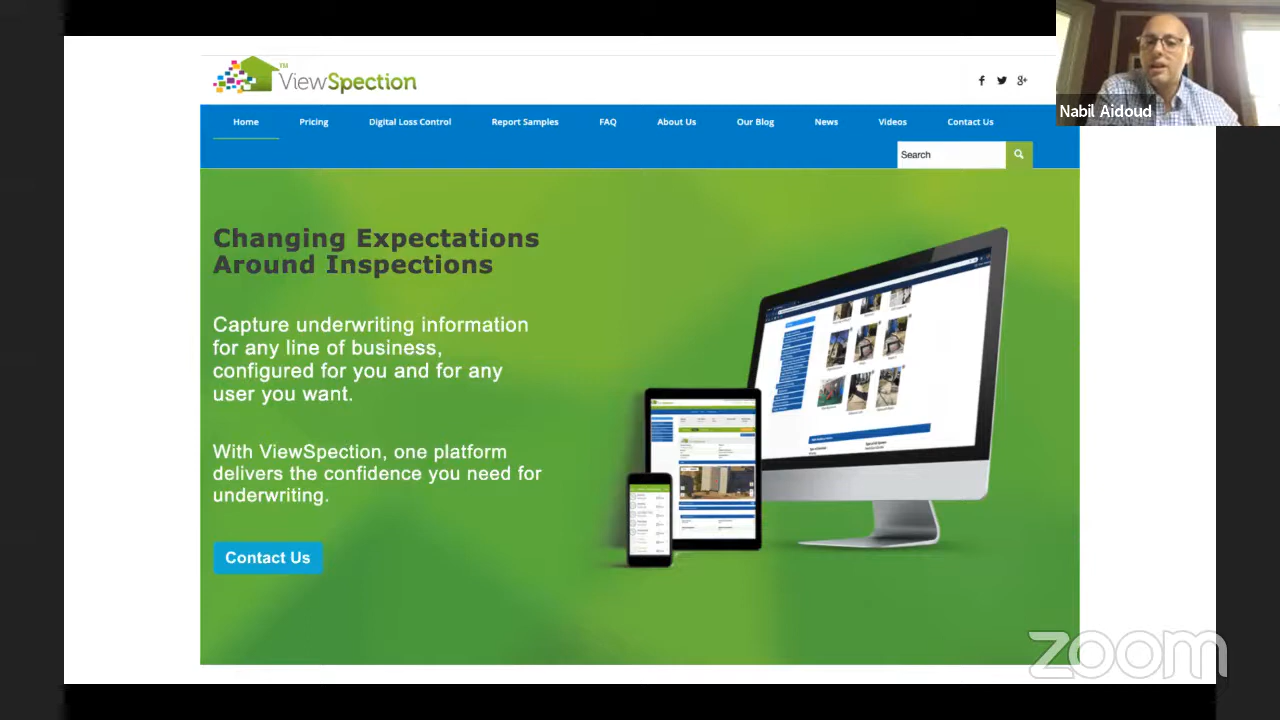 TM
ViewSpection
Nabil Aidoud
Home Pricing Digital Loss Control Report Samples FAQ About Us Our Blog News Videos Contact Us
Search
Changing Expectations
Around Inspections
Capture underwriting information
for any line of business,
configured for you and for any
user you want.
With ViewSpection, one platform
delivers the confidence you need for
underwriting.
Contact Us
zoom